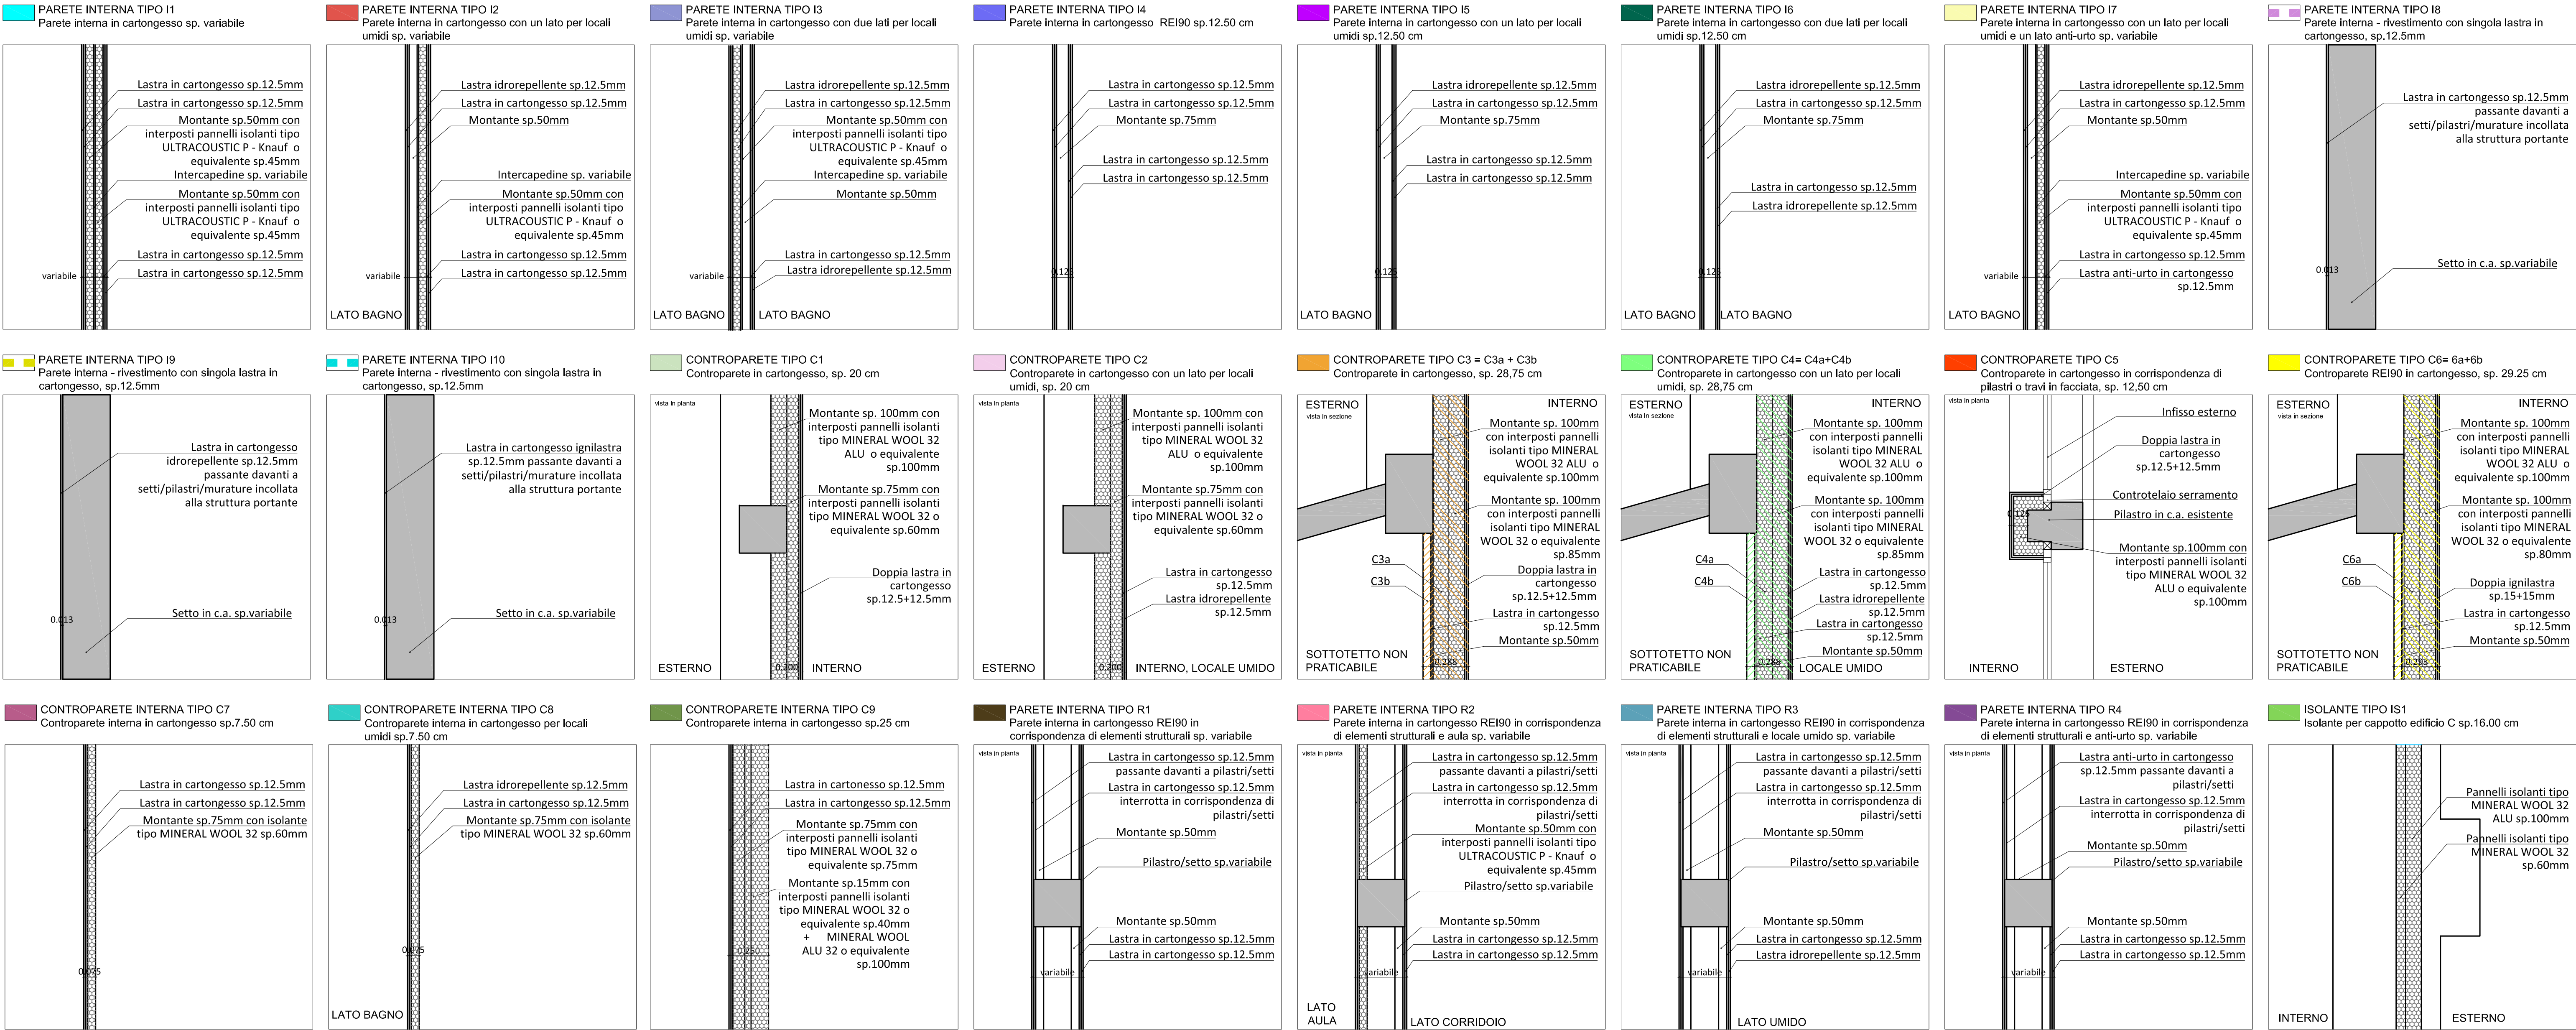 PARETE INTERNA TIPO I1
Parete interna in cartongesso sp. variabile
Lastra in cartongesso sp.12.5mm
Lastra in cartongesso sp.12.5mm
Montante sp.50mm con
interposti pannelli isolanti tipo
ULTRACOUSTIC P - Knauf o
equivalente sp.45mm
Intercapedine sp. variabile
Montante sp.50mm con
interposti pannelli isolanti tipo
ULTRACOUSTIC P - Knauf o
equivalente sp.45mm
Lastra in cartongesso sp.12.5mm
Lastra in cartongesso sp.12.5mm
variabile
PARETE INTERNA TIPO I2
Parete interna in cartongesso con un lato per locali
umidi sp. variabile
Lastra idrorepellente sp.12.5mm
Lastra in cartongesso sp.12.5mm
Montante sp.50mm
Intercapedine sp. variabile
Montante sp.50mm con
interposti pannelli isolanti tipo
ULTRACOUSTIC P - Knauf o
equivalente sp.45mm
Lastra in cartongesso sp.12.5mm
Lastra in cartongesso sp.12.5mm
variabile
LATO BAGNO
PARETE INTERNA TIPO I3
Parete interna in cartongesso con due lati per locali
umidi sp. variabile
Lastra idrorepellente sp.12.5mm
Lastra in cartongesso sp.12.5mm
Montante sp.50mm con
interposti pannelli isolanti tipo
ULTRACOUSTIC P - Knauf o
equivalente sp.45mm
Intercapedine sp. variabile
Montante sp.50mm
Lastra in cartongesso sp.12.5mm
Lastra idrorepellente sp.12.5mm
variabile
LATO BAGNO LATO BAGNO
PARETE INTERNA TIPO I4
Parete interna in cartongesso REI90 sp.12.50 cm
Lastra in cartongesso sp.12.5mm
Lastra in cartongesso sp.12.5mm
Montante sp.75mm
Lastra in cartongesso sp.12.5mm
Lastra in cartongesso sp.12.5mm
0.125
PARETE INTERNA TIPO I5
Parete interna in cartongesso con un lato per locali
umidi sp.12.50 cm
Lastra idrorepellente sp.12.5mm
Lastra in cartongesso sp.12.5mm
Montante sp.75mm
Lastra in cartongesso sp.12.5mm
Lastra in cartongesso sp.12.5mm
0.125
LATO BAGNO
PARETE INTERNA TIPO I6
Parete interna in cartongesso con due lati per locali
umidi sp.12.50 cm
Lastra idrorepellente sp.12.5mm
Lastra in cartongesso sp.12.5mm
Montante sp.75mm
Lastra in cartongesso sp.12.5mm
Lastra idrorepellente sp.12.5mm
0.125
LATO BAGNO LATO BAGNO
PARETE INTERNA TIPO I7
Parete interna in cartongesso con un lato per locali
umidi e un lato anti-urto sp. variabile
Lastra idrorepellente sp.12.5mm
Lastra in cartongesso sp.12.5mm
Montante sp.50mm
Intercapedine sp. variabile
Montante sp.50mm con
interposti pannelli isolanti tipo
ULTRACOUSTIC P - Knauf o
equivalente sp.45mm
Lastra in cartongesso sp.12.5mm
Lastra anti-urto in cartongesso
sp.12.5mm
variabile
LATO BAGNO
PARETE INTERNA TIPO I8
Parete interna - rivestimento con singola lastra in
cartongesso, sp.12.5mm
Lastra in cartongesso sp.12.5mm
passante davanti a
setti/pilastri/murature incollata
alla struttura portante
Setto in c.a. sp.variabile
0.013
PARETE INTERNA TIPO I9
Parete interna - rivestimento con singola lastra in
cartongesso, sp.12.5mm
Lastra in cartongesso
idrorepellente sp.12.5mm
passante davanti a
setti/pilastri/murature incollata
alla struttura portante
Setto in c.a. sp.variabile
0.013
PARETE INTERNA TIPO I10
Parete interna - rivestimento con singola lastra in
cartongesso, sp.12.5mm
Lastra in cartongesso ignilastra
sp.12.5mm passante davanti a
setti/pilastri/murature incollata
alla struttura portante
Setto in c.a. sp.variabile
0.013
CONTROPARETE TIPO C1
Controparete in cartongesso, sp. 20 cm
vista in planta
Montante sp. 100mm con
interposti pannelli isolanti
tipo MINERAL WOOL 32
ALU o equivalente
sp.100mm
Montante sp.75mm con
interposti pannelli isolanti
tipo MINERAL WOOL 32 o
equivalente sp.60mm
Doppia lastra in
cartongesso
sp.12.5+12.5mm
0.200
ESTERNO INTERNO
CONTROPARETE TIPO C2
Controparete in cartongesso con un lato per locali
umidi, sp. 20 cm
vista in planta
Montante sp. 100mm con
interposti pannelli isolanti
tipo MINERAL WOOL 32
ALU o equivalente
sp.100mm
Montante sp.75mm con
interposti pannelli isolanti
tipo MINERAL WOOL 32 o
equivalente sp.60mm
Lastra in cartongesso
sp.12.5mm
Lastra idrorepellente
sp.12.5mm
0.200
ESTERNO INTERNO, LOCALE UMIDO
CONTROPARETE TIPO C3 = C3a + C3b
Controparete in cartongesso, sp. 28,75 cm
ESTERNO INTERNO
vista in sezione
Montante sp. 100mm
con interposti pannelli
isolanti tipo MINERAL
WOOL 32 ALU o
equivalente sp.100mm
Montante sp. 100mm
con interposti pannelli
isolanti tipo MINERAL
WOOL 32 o equivalente
sp.85mm
C3a
C3b
Doppia lastra in
cartongesso
sp.12.5+12.5mm
Lastra in cartongesso
sp.12.5mm
Montante sp.50mm
0.288
SOTTOTETTO NON
PRATICABILE
CONTROPARETE TIPO C4= C4a+C4b
Controparete in cartongesso con un lato per locali
umidi, sp. 28,75 cm
ESTERNO INTERNO
vista in sezione
Montante sp. 100mm
con interposti pannelli
isolanti tipo MINERAL
WOOL 32 ALU o
equivalente sp.100mm
Montante sp. 100mm
con interposti pannelli
isolanti tipo MINERAL
WOOL 32 o equivalente
sp.85mm
C4a
C4b
Lastra in cartongesso
sp.12.5mm
Lastra idrorepellente
sp.12.5mm
Lastra in cartongesso
sp.12.5mm
Montante sp.50mm
0.288
SOTTOTETTO NON
PRATICABILE LOCALE UMIDO
CONTROPARETE TIPO C5
Controparete in cartongesso in corrispondenza di
pilastri o travi in facciata, sp. 12,50 cm
vista in planta
Infisso esterno
Doppia lastra in
cartongesso
sp.12.5+12.5mm
Controtelaio serramento
Pilastro in c.a. esistente
Montante sp.100mm con
interposti pannelli isolanti
tipo MINERAL WOOL 32
ALU o equivalente
sp.100mm
0.125
INTERNO ESTERNO
CONTROPARETE TIPO C6= 6a+6b
Controparete REI90 in cartongesso, sp. 29.25 cm
ESTERNO INTERNO
vista in sezione
Montante sp. 100mm
con interposti pannelli
isolanti tipo MINERAL
WOOL 32 ALU o
equivalente sp.100mm
Montante sp. 100mm
con interposti pannelli
isolanti tipo MINERAL
WOOL 32 o equivalente
sp.80mm
C6a
C6b
Doppia ignilastra
sp.15+15mm
Lastra in cartongesso
sp.12.5mm
Montante sp.50mm
0.293
SOTTOTETTO NON
PRATICABILE
CONTROPARETE INTERNA TIPO C7
Controparete interna in cartongesso sp.7.50 cm
Lastra in cartongesso sp.12.5mm
Lastra in cartongesso sp.12.5mm
Montante sp.75mm con isolante
tipo MINERAL WOOL 32 sp.60mm
0.075
CONTROPARETE INTERNA TIPO C8
Controparete interna in cartongesso per locali
umidi sp.7.50 cm
Lastra idrorepellente sp.12.5mm
Lastra in cartongesso sp.12.5mm
Montante sp.75mm con isolante
tipo MINERAL WOOL 32 sp.60mm
0.075
LATO BAGNO
CONTROPARETE INTERNA TIPO C9
Controparete interna in cartongesso sp.25 cm
Lastra in cartonesso sp.12.5mm
Lastra in cartongesso sp.12.5mm
Montante sp.75mm con
interposti pannelli isolanti
tipo MINERAL WOOL 32 o
equivalente sp.75mm
Montante sp.15mm con
interposti pannelli isolanti
tipo MINERAL WOOL 32 o
equivalente sp.40mm
+ MINERAL WOOL
ALU 32 o equivalente
sp.100mm
0.250
PARETE INTERNA TIPO R1
Parete interna in cartongesso REI90 in
corrispondenza di elementi strutturali sp. variabile
vista in planta
Lastra in cartongesso sp.12.5mm
passante davanti a pilastri/setti
Lastra in cartongesso sp.12.5mm
interrotta in corrispondenza di
pilastri/setti
Montante sp.50mm
Pilastro/setto sp.variabile
Montante sp.50mm
Lastra in cartongesso sp.12.5mm
Lastra in cartongesso sp.12.5mm
variabile
PARETE INTERNA TIPO R2
Parete interna in cartongesso REI90 in corrispondenza
di elementi strutturali e aula sp. variabile
vista in planta
Lastra in cartongesso sp.12.5mm
passante davanti a pilastri/setti
Lastra in cartongesso sp.12.5mm
interrotta in corrispondenza di
pilastri/setti
Montante sp.50mm con
interposti pannelli isolanti tipo
ULTRACOUSTIC P - Knauf o
equivalente sp.45mm
Pilastro/setto sp.variabile
Montante sp.50mm
Lastra in cartongesso sp.12.5mm
Lastra in cartongesso sp.12.5mm
variabile
LATO
AULA LATO CORRIDOIO
PARETE INTERNA TIPO R3
Parete interna in cartongesso REI90 in corrispondenza
di elementi strutturali e locale umido sp. variabile
vista in planta
Lastra in cartongesso sp.12.5mm
passante davanti a pilastri/setti
Lastra in cartongesso sp.12.5mm
interrotta in corrispondenza di
pilastri/setti
Montante sp.50mm
Pilastro/setto sp.variabile
Montante sp.50mm
Lastra in cartongesso sp.12.5mm
Lastra idrorepellente sp.12.5mm
variabile
LATO UMIDO
PARETE INTERNA TIPO R4
Parete interna in cartongesso REI90 in corrispondenza
di elementi strutturali e anti-urto sp. variabile
vista in planta
Lastra anti-urto in cartongesso
sp.12.5mm passante davanti a
pilastri/setti
Lastra in cartongesso sp.12.5mm
interrotta in corrispondenza di
pilastri/setti
Montante sp.50mm
Pilastro/setto sp.variabile
Montante sp.50mm
Lastra in cartongesso sp.12.5mm
Lastra in cartongesso sp.12.5mm
variabile
ISOLANTE TIPO IS1
Isolante per cappotto edificio C sp.16.00 cm
Pannelli isolanti tipo
MINERAL WOOL 32
ALU sp.100mm
Pannelli isolanti tipo
MINERAL WOOL 32
sp.60mm
INTERNO ESTERNO